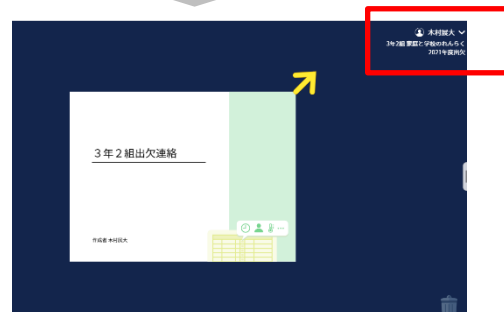 木村誠大
3年2組 家庭と学校のれんらく
2021年度出欠
3年2組出欠連絡
作成者 木村誠大